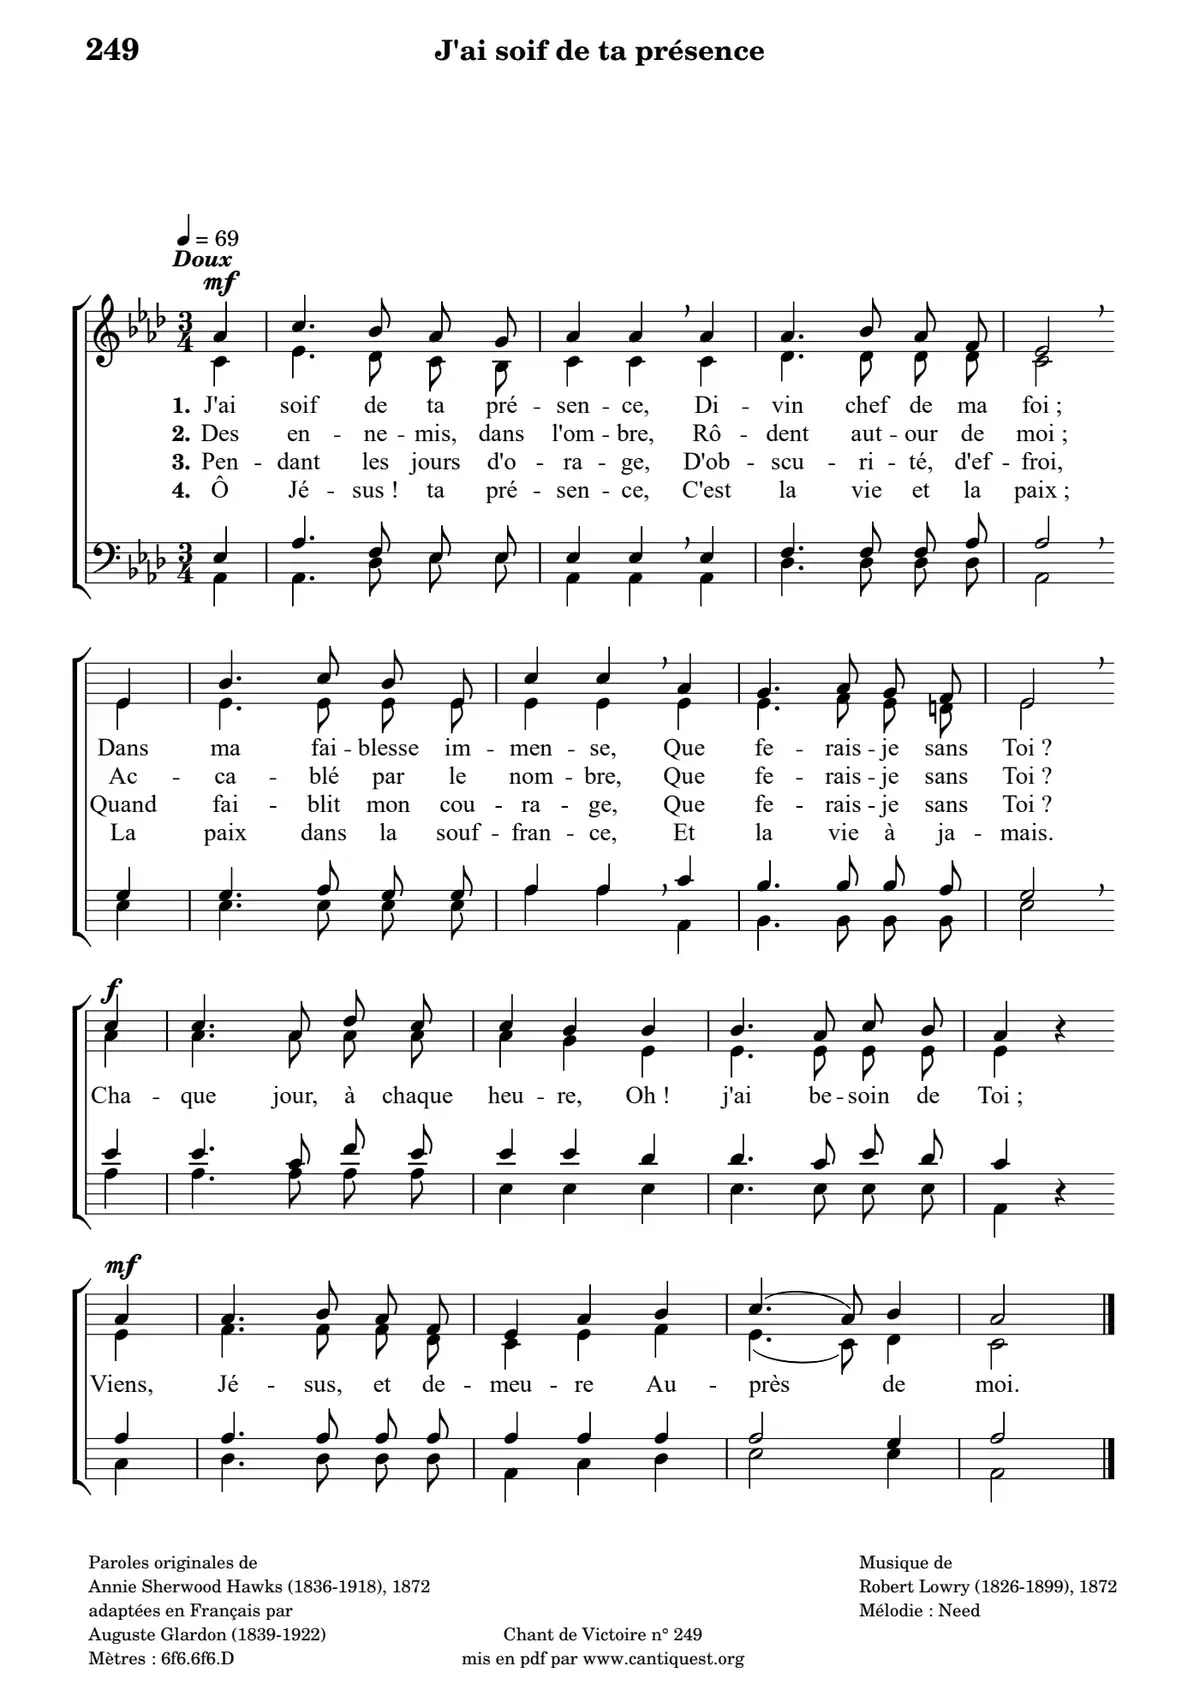 249
J'ai soif de ta présence
= 69
Doux
mf
3 4
1. J'ai soif de ta pré - sen - ce, Di - vin chef de ma foi ;
2. Des en - ne - mis, dans l'om - bre, Rô - dent aut - our de moi ;
3. Pen - dant les jours d'o - ra - ge, D'ob - scu - ri - té, d'ef - froi,
4. Ô Jé - sus ! ta pré - sen - ce, C'est la vie et la paix ;
3 4
Dans ma fai - blesse im - men - se, Que fe - rais - je sans Toi ?
Ac - ca - blé par le nom - bre, Que fe - rais - je sans Toi ?
Quand fai - blit mon cou - ra - ge, Que fe - rais - je sans Toi ?
La paix dans la souf - fran - ce, Et la vie à ja - mais.
f
Cha - que jour, à chaque heu - re, Oh ! j'ai be - soin de Toi ;
mf
Viens, Jé - sus, et de - meu - re Au - près de moi.
Paroles originales de
Annie Sherwood Hawks (1836-1918), 1872
adaptées en Français par
Auguste Glardon (1839-1922)
Mètres : 6f6.6f6.D
Chant de Victoire n° 249
mis en pdf par www.cantiquest.org
Musique de
Robert Lowry (1826-1899), 1872
Mélodie : Need